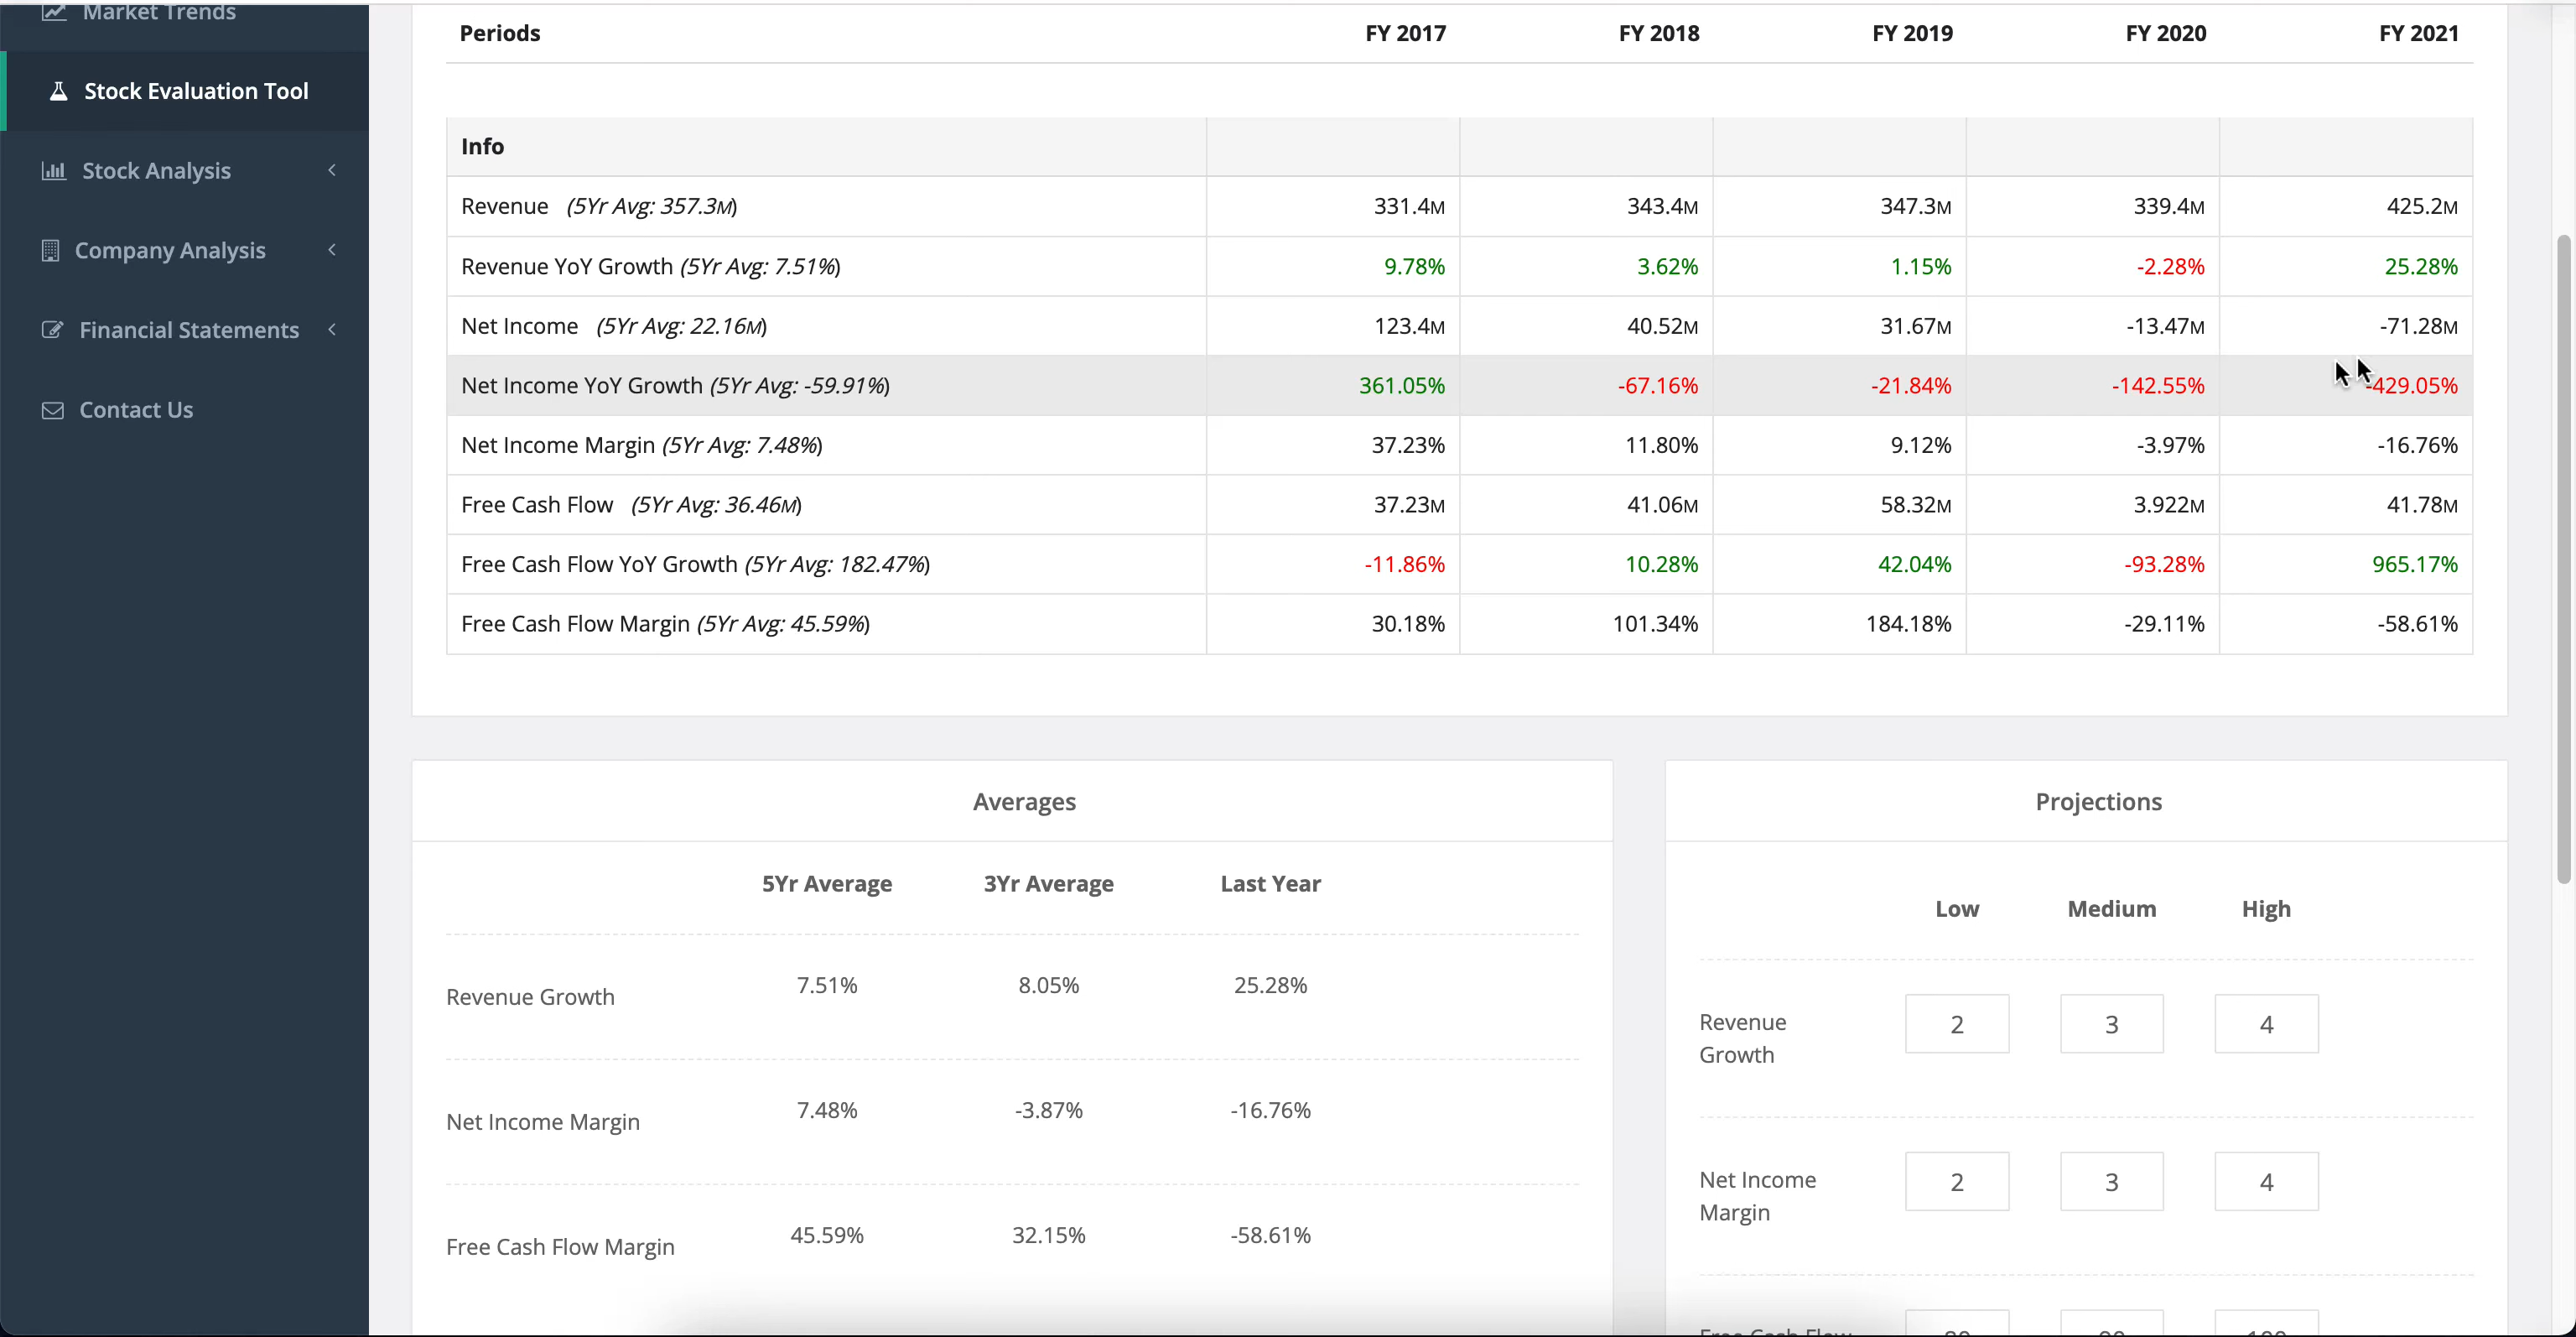 Market Trends
Stock Evaluation Tool
Stock Analysis
Company Analysis
Financial Statements
Contact Us
Periods FY 2017 FY 2018 FY 2019 FY 2020 FY 2021
Info
Revenue (5Yr Avg: 357.3M) 331.4M 343.4M 347.3M 339.4M 425.2M
Revenue YoY Growth (5Yr Avg: 7.51%) 9.78% 3.62% 1.15% -2.28% 25.28%
Net Income (5Yr Avg: 22.16M) 123.4M 40.52M 31.67M -13.47M -71.28M
Net Income YoY Growth (5Yr Avg: -59.91%) 361.05% -67.16% -21.84% -142.55% -429.05%
Net Income Margin (5Yr Avg: 7.48%) 37.23% 11.80% 9.12% -3.97% -16.76%
Free Cash Flow (5Yr Avg: 36.46M) 37.23M 41.06M 58.32M 3.922M 41.78M
Free Cash Flow YoY Growth (5Yr Avg: 182.47%) -11.86% 10.28% 42.04% -93.28% 965.17%
Free Cash Flow Margin (5Yr Avg: 45.59%) 30.18% 101.34% 184.18% -29.11% -58.61%
Averages
5Yr Average 3Yr Average Last Year
Revenue Growth 7.51% 8.05% 25.28%
Net Income Margin 7.48% -3.87% -16.76%
Free Cash Flow Margin 45.59% 32.15% -58.61%
Projections
Low Medium High
Revenue
Growth 2 3 4
Net Income
Margin 2 3 4
Free Cash Flow